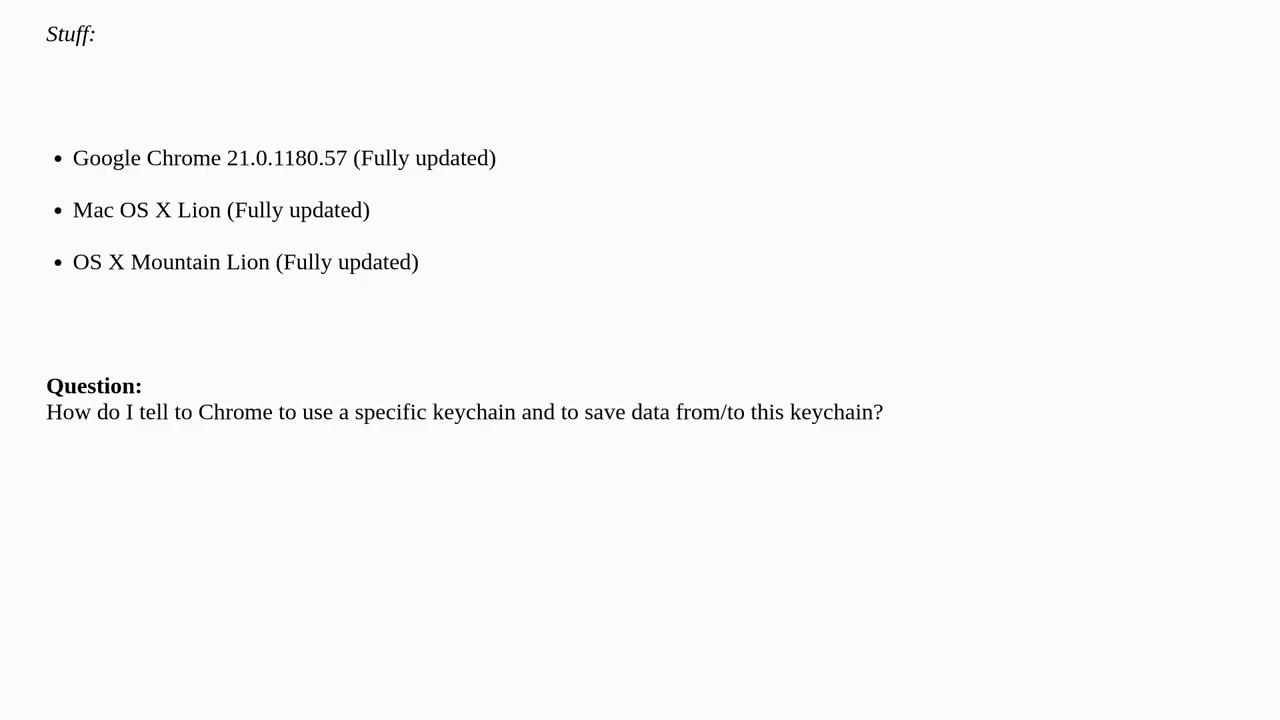 Stuff:
• Google Chrome 21.0.1180.57 (Fully updated)
• Mac OS X Lion (Fully updated)
• OS X Mountain Lion (Fully updated)
Question:
How do I tell to Chrome to use a specific keychain and to save data from/to this keychain?